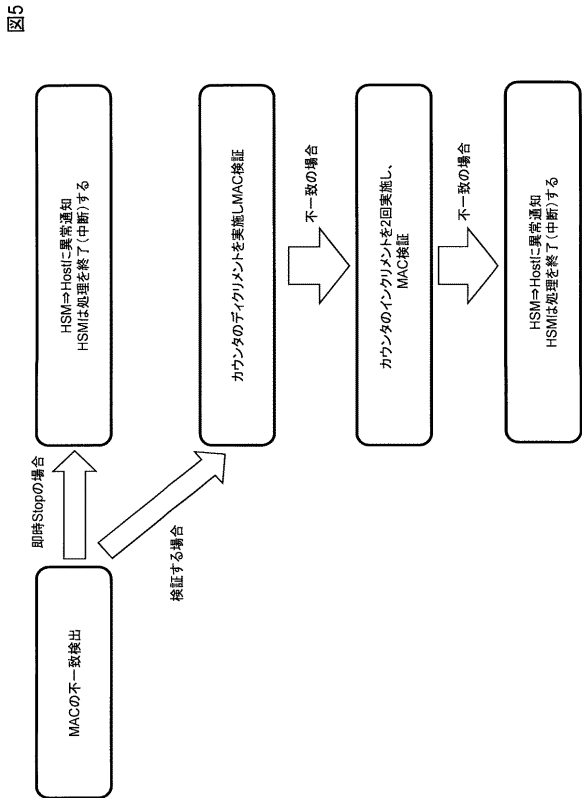 図5
MACの不一致検出
即時Stopの場合
HSM⇒Hostに異常通知
HSMは処理を終了(中断)する
検証する場合
カウンタのディクリメントを実施しMAC検証
不一致の場合
カウンタのインクリメントを2回実施し、
MAC検証
不一致の場合
HSM⇒Hostに異常通知
HSMは処理を終了(中断)する